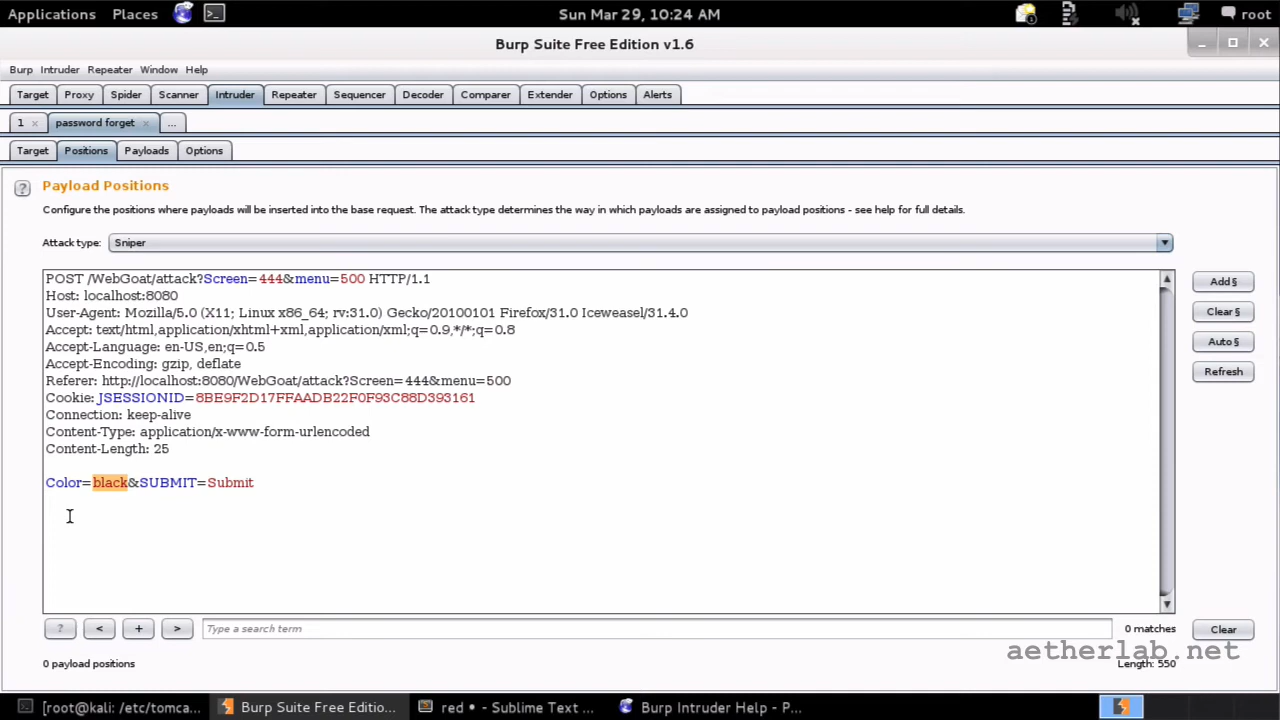 Applications Places Sun Mar 29, 10:24 AM root
Burp Suite Free Edition v1.6
Burp Intruder Repeater Window Help
Target Proxy Spider Scanner Intruder Repeater Sequencer Decoder Comparer Extender Options Alerts
1 × password forget × ...
Target Positions Payloads Options
? Payload Positions
Configure the positions where payloads will be inserted into the base request. The attack type determines the way in which payloads are assigned to payload positions - see help for full details.
Attack type: Sniper
POST /WebGoat/attack?Screen=444&menu=500 HTTP/1.1
Host: localhost:8080
User-Agent: Mozilla/5.0 (X11; Linux x86_64; rv:31.0) Gecko/20100101 Firefox/31.0 Iceweasel/31.4.0
Accept: text/html,application/xhtml+xml,application/xml;q=0.9,*/*;q=0.8
Accept-Language: en-US,en;q=0.5
Accept-Encoding: gzip, deflate
Referer: http://localhost:8080/WebGoat/attack?Screen=444&menu=500
Cookie: JSESSIONID=8BE9F2D17FFAADB22F0F93C88D393161
Connection: keep-alive
Content-Type: application/x-www-form-urlencoded
Content-Length: 25
Color=black&SUBMIT=Submit
Add §
Clear §
Auto §
Refresh
? < + > Type a search term 0 matches Clear
aetherlab.net
0 payload positions Length: 550
[root@kali: /etc/tomca... Burp Suite Free Editio... red • - Sublime Text ... Burp Intruder Help - P...